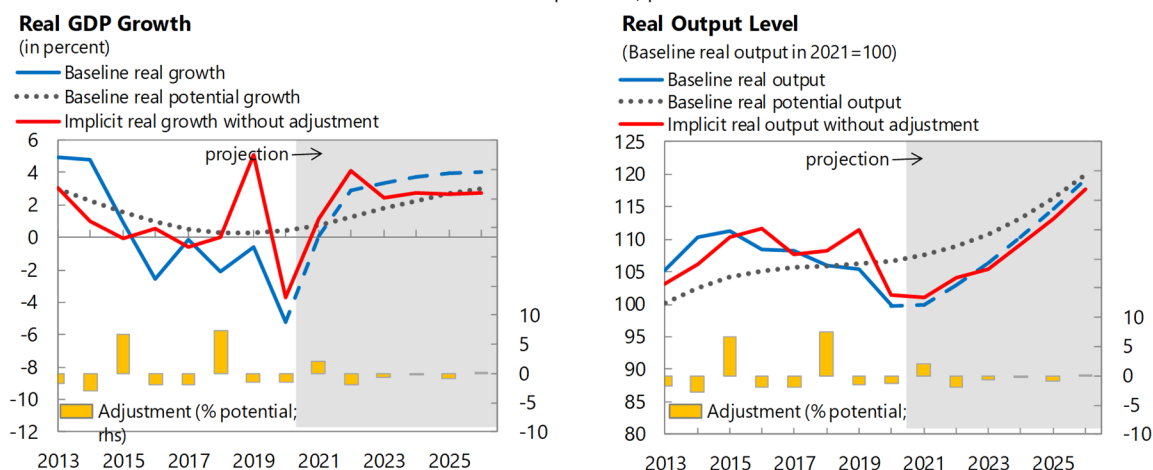 Real GDP Growth
(in percent)
Baseline real growth
Baseline real potential growth
Implicit real growth without adjustment
6
4
2
0
-2
-4
-6
-8
-10
-12
projection
10
5
0
-5
-10
Adjustment (% potential;
rhs)
2013 2015 2017 2019 2021 2023 2025
Real Output Level
(Baseline real output in 2021=100)
Baseline real output
Baseline real potential output
Implicit real output without adjustment
125
120
115
110
105
100
95
90
85
80
projection
10
5
0
-5
-10
Adjustment (% potential;
2013 2015 2017 2019 2021 2023 2025